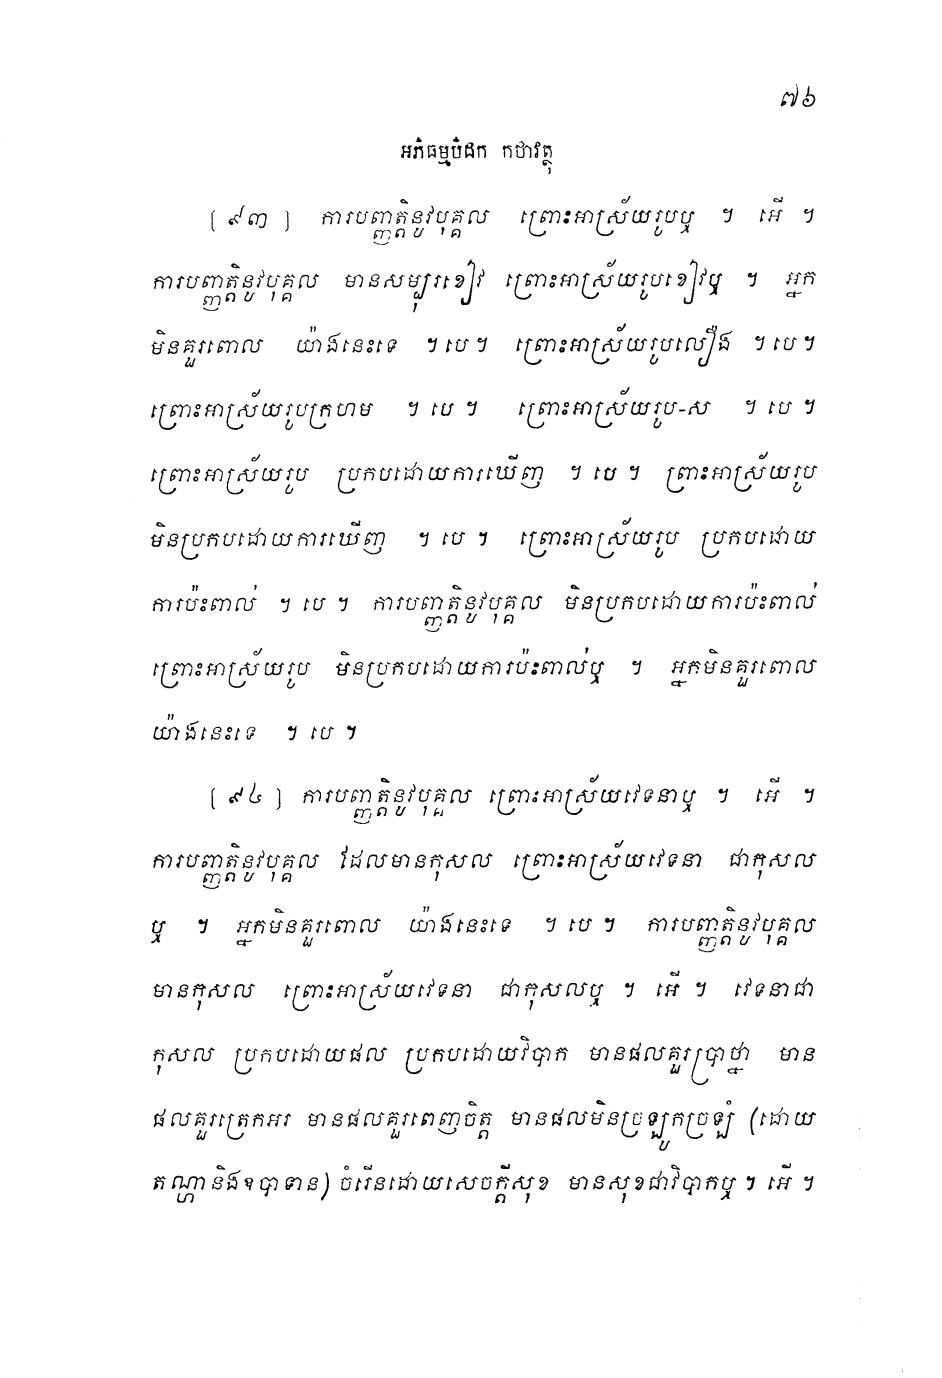 ៧៦
អភិធម្មបិដក កថាវត្ថុ
[ ៩៣ ] ការបញ្ញត្តិនូវបុគ្គល ព្រោះអាស្រ័យរូបឬ ។ អើ ។
ការបញ្ញត្តិនូវបុគ្គល មានសម្បុរខៀវ ព្រោះអាស្រ័យរូបខៀវឬ ។ អ្នក
មិនគួរពោល យ៉ាងនេះទេ ។ បេ ។ ព្រោះអាស្រ័យរូបលឿង ។ បេ ។
ព្រោះអាស្រ័យរូបក្រហម ។ បេ ។ ព្រោះអាស្រ័យរូប-ស ។ បេ ។
ព្រោះអាស្រ័យរូប ប្រកបដោយការឃើញ ។ បេ ។ ព្រោះអាស្រ័យរូប
មិនប្រកបដោយការឃើញ ។ បេ ។ ព្រោះអាស្រ័យរូប ប្រកបដោយ
ការប៉ះពាល់ ។ បេ ។ ការបញ្ញត្តិនូវបុគ្គល មិនប្រកបដោយការប៉ះពាល់
ព្រោះអាស្រ័យរូប មិនប្រកបដោយការប៉ះពាល់ឬ ។ អ្នកមិនគួរពោល
យ៉ាងនេះទេ ។ បេ ។
[ ៩៤ ] ការបញ្ញត្តិនូវបុគ្គល ព្រោះអាស្រ័យវេទនាឬ ។ អើ ។
ការបញ្ញត្តិនូវបុគ្គល ដែលមានកុសល ព្រោះអាស្រ័យវេទនា ជាកុសល
ឬ ។ អ្នកមិនគួរពោល យ៉ាងនេះទេ ។ បេ ។ ការបញ្ញត្តិនូវបុគ្គល
មានកុសល ព្រោះអាស្រ័យវេទនា ជាកុសលឬ ។ អើ ។ វេទនាជា
កុសល ប្រកបដោយផល ប្រកបដោយវិបាក មានផលគួរប្រាថ្នា មាន
ផលគួរត្រេកអរ មានផលគួរពេញចិត្ត មានផលមិនច្រឡូកច្រឡំ (ដោយ
តណ្ហានិងឧបាទាន) ចំរើនដោយសេចក្តីសុខ មានសុខជាវិបាកឬ ។ អើ ។